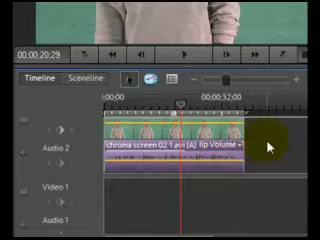 00;00;20;29
Timeline Sceneline
;00;00 00;00;32;00
Audio 2
chroma screen 02 1.avi [A] lip Volume
Video 1
Audio 1